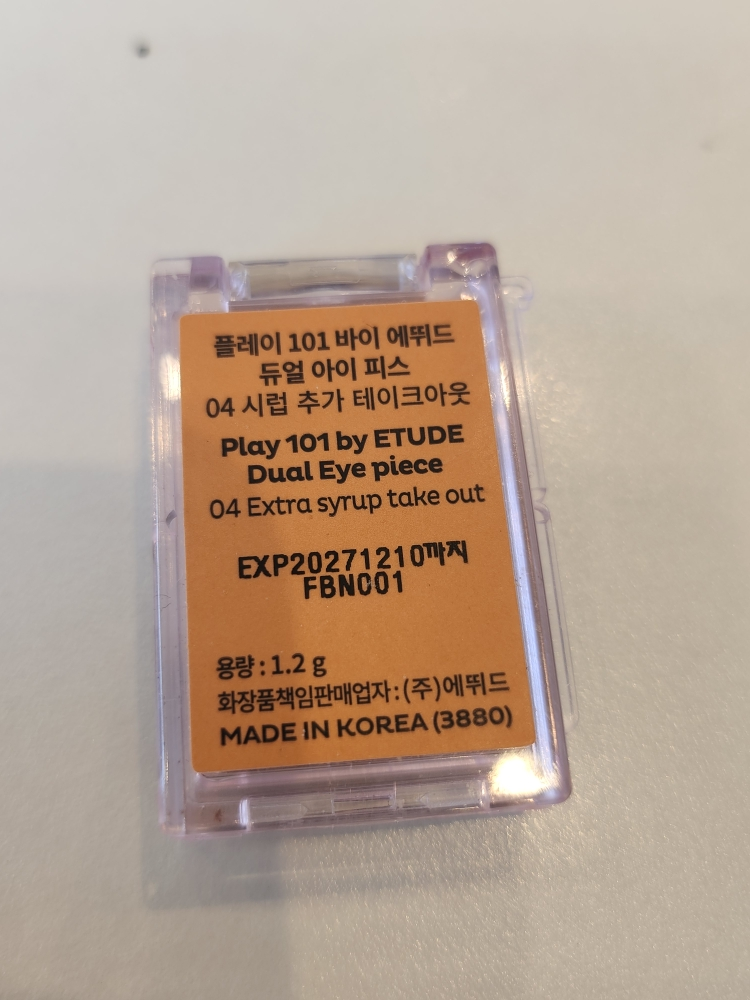 플레이 101 바이 에뛰드
듀얼 아이 피스
04 시럽 추가 테이크아웃
Play 101 by ETUDE
Dual Eye piece
04 Extra syrup take out
EXP20271210까지
FBN001
용량 : 1.2 g
화장품책임판매업자 : (주)에뛰드
MADE IN KOREA (3880)